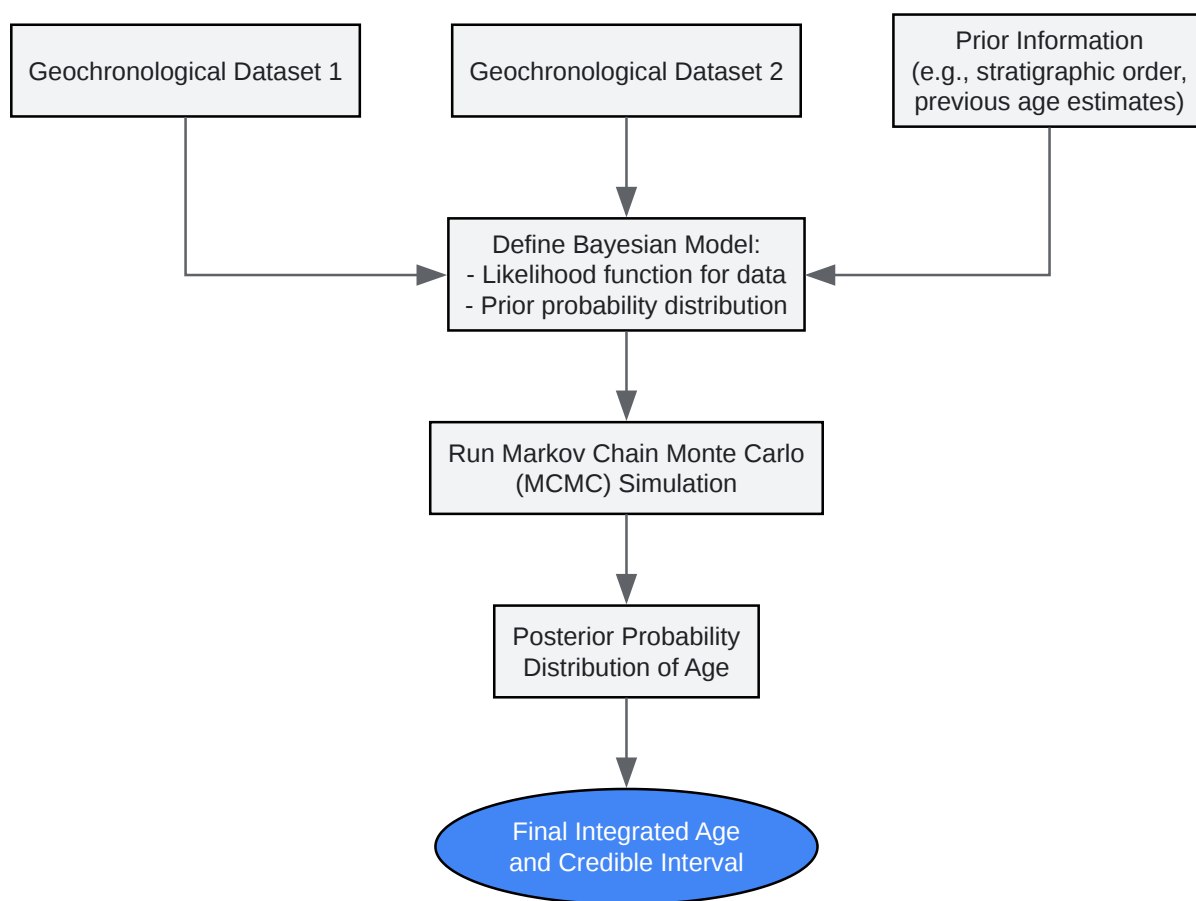 Geochronological Dataset 1
Geochronological Dataset 2
Prior Information
(e.g., stratigraphic order,
previous age estimates)
Define Bayesian Model:
- Likelihood function for data
- Prior probability distribution
Run Markov Chain Monte Carlo
(MCMC) Simulation
Posterior Probability
Distribution of Age
Final Integrated Age
and Credible Interval